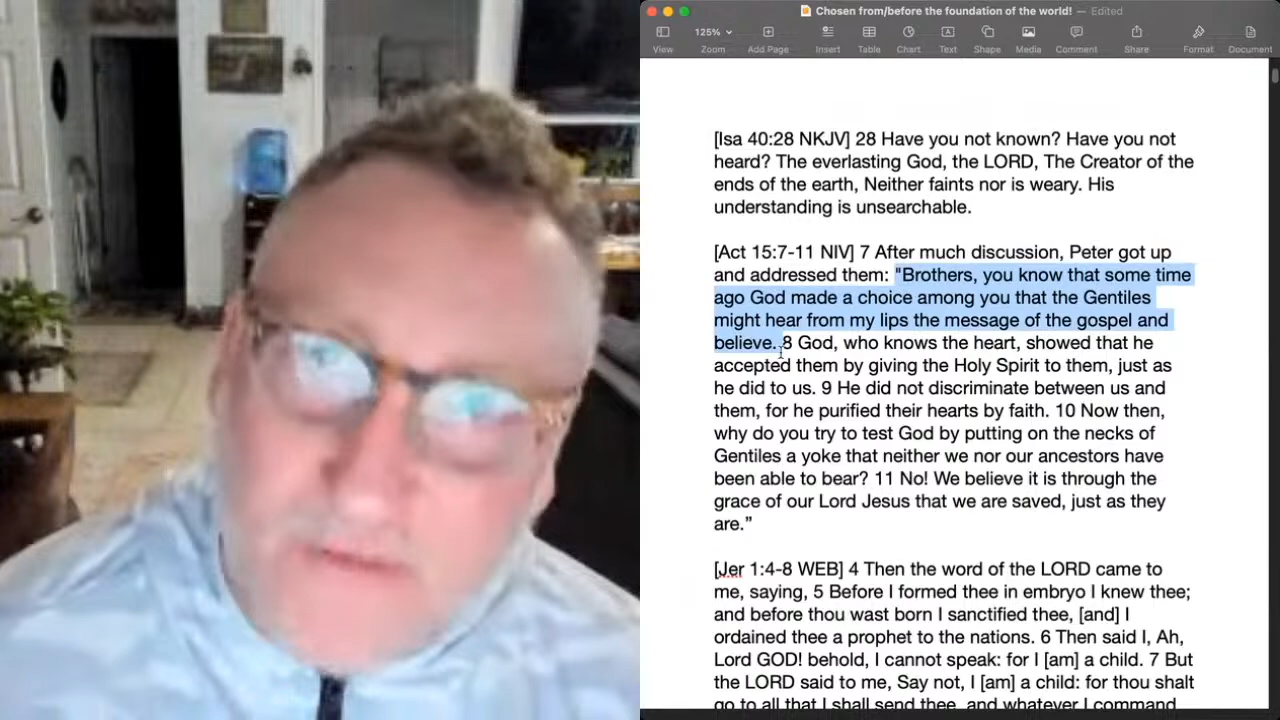 Chosen from/before the foundation of the world! — Edited
125%
View Zoom Add Page Insert Table Chart Text Shape Media Comment Share Format Document
[Isa 40:28 NKJV] 28 Have you not known? Have you not
heard? The everlasting God, the LORD, The Creator of the
ends of the earth, Neither faints nor is weary. His
understanding is unsearchable.
[Act 15:7-11 NIV] 7 After much discussion, Peter got up
and addressed them: "Brothers, you know that some time
ago God made a choice among you that the Gentiles
might hear from my lips the message of the gospel and
believe. 8 God, who knows the heart, showed that he
accepted them by giving the Holy Spirit to them, just as
he did to us. 9 He did not discriminate between us and
them, for he purified their hearts by faith. 10 Now then,
why do you try to test God by putting on the necks of
Gentiles a yoke that neither we nor our ancestors have
been able to bear? 11 No! We believe it is through the
grace of our Lord Jesus that we are saved, just as they
are.”
[Jer 1:4-8 WEB] 4 Then the word of the LORD came to
me, saying, 5 Before I formed thee in embryo I knew thee;
and before thou wast born I sanctified thee, [and] I
ordained thee a prophet to the nations. 6 Then said I, Ah,
Lord GOD! behold, I cannot speak: for I [am] a child. 7 But
the LORD said to me, Say not, I [am] a child: for thou shalt
go to all that I shall send thee, and whatever I command